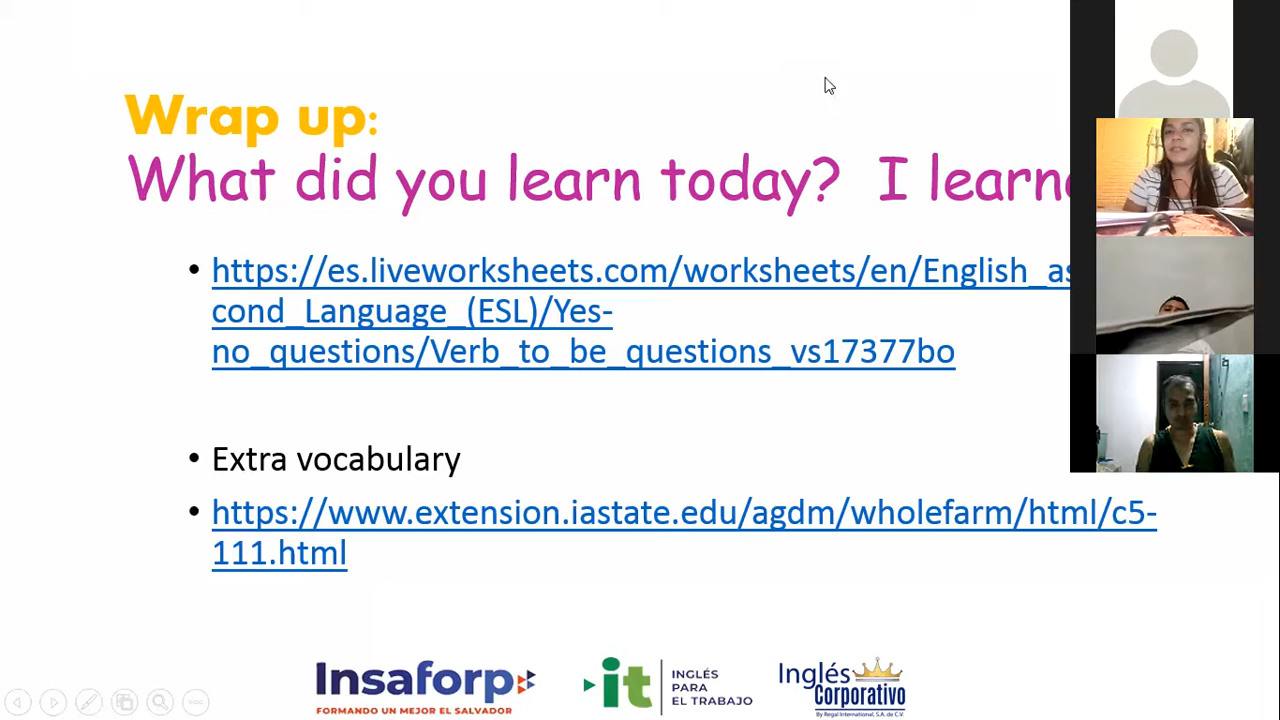 Wrap up:
What did you learn today? I learn
https://es.liveworksheets.com/worksheets/en/English_as
cond_Language_(ESL)/Yes-
no_questions/Verb_to_be_questions_vs17377bo
Extra vocabulary
https://www.extension.iastate.edu/agdm/wholefarm/html/c5-
111.html
Insaforp
FORMANDO UN MEJOR EL SALVADOR
it
INGLÉS
PARA
EL TRABAJO
Inglés
Corporativo
By Regal International, S.A. de C.V.